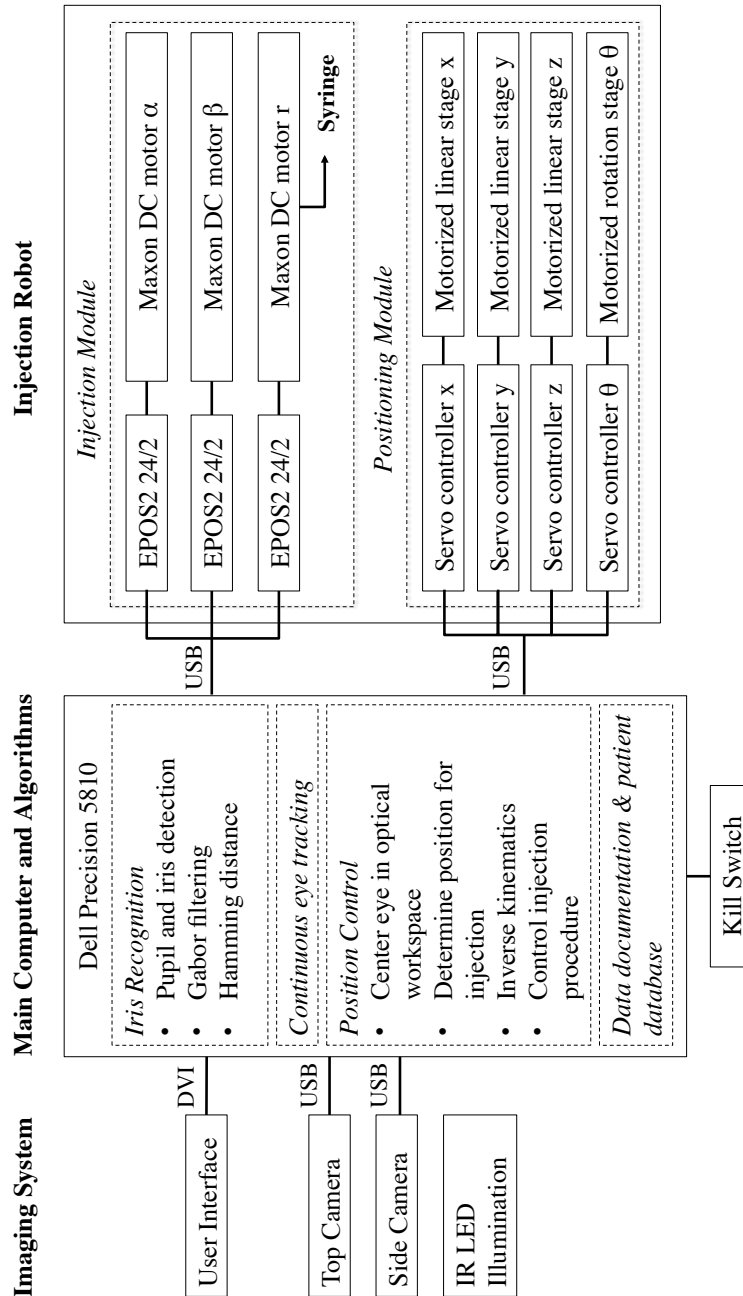 Imaging System
User Interface
Top Camera
Side Camera
IR LED
Illumination
DVI
USB
USB
Main Computer and Algorithms
Dell Precision 5810
Iris Recognition
• Pupil and iris detection
• Gabor filtering
• Hamming distance
Continuous eye tracking
Position Control
• Center eye in optical
workspace
• Determine position for
injection
• Inverse kinematics
• Control injection
procedure
Data documentation & patient
database
Kill Switch
USB
USB
Injection Robot
Injection Module
EPOS2 24/2
Maxon DC motor α
EPOS2 24/2
Maxon DC motor β
EPOS2 24/2
Maxon DC motor r
Syringe
Positioning Module
Servo controller x
Motorized linear stage x
Servo controller y
Motorized linear stage y
Servo controller z
Motorized linear stage z
Servo controller θ
Motorized rotation stage θ